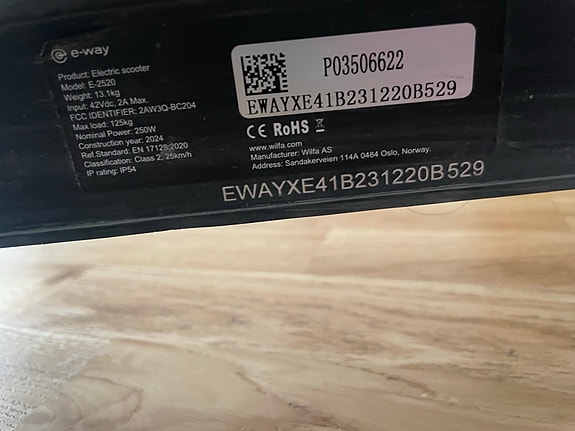 e-way
Product: Electric scooter
Model: E-2520
Weight: 13.1kg
Input: 42Vdc, 2A Max.
FCC IDENTIFIER: 2AW3Q-BC204
Max load: 125kg
Nominal Power: 250W
Construction year: 2024
Ref Standard: EN 17128:2020
Classification: Class 2, 25km/h
IP rating: IP54
P03506622
EWAYXE41B231220B529
CE RoHS
www.wilfa.com
Manufacturer: Wilfa AS
Address: Sandakerveien 114A 0484 Oslo, Norway.
EWAYXE41B231220B529